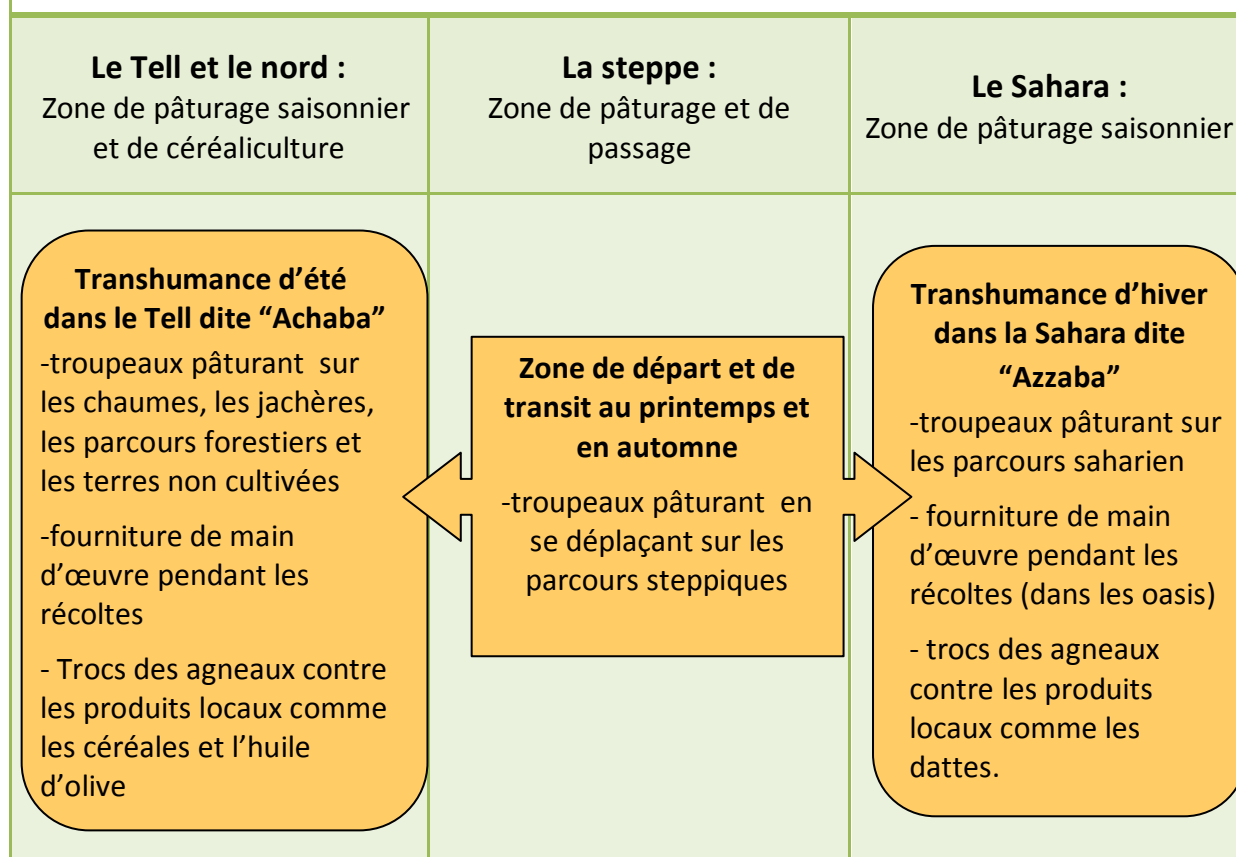 Le Tell et le nord :
Zone de pâturage saisonnier
et de céréaliculture
La steppe :
Zone de pâturage et de
passage
Le Sahara :
Zone de pâturage saisonnier
Transhumance d’été
dans le Tell dite “Achaba”
-troupeaux pâturant sur
les chaumes, les jachères,
les parcours forestiers et
les terres non cultivées
-fourniture de main
d’œuvre pendant les
récoltes
- Trocs des agneaux contre
les produits locaux comme
les céréales et l’huile
d’olive
Zone de départ et de
transit au printemps et
en automne
-troupeaux pâturant en
se déplaçant sur les
parcours steppiques
Transhumance d’hiver
dans la Sahara dite
“Azzaba”
-troupeaux pâturant sur
les parcours saharien
- fourniture de main
d’œuvre pendant les
récoltes (dans les oasis)
- trocs des agneaux
contre les produits
locaux comme les
dattes.